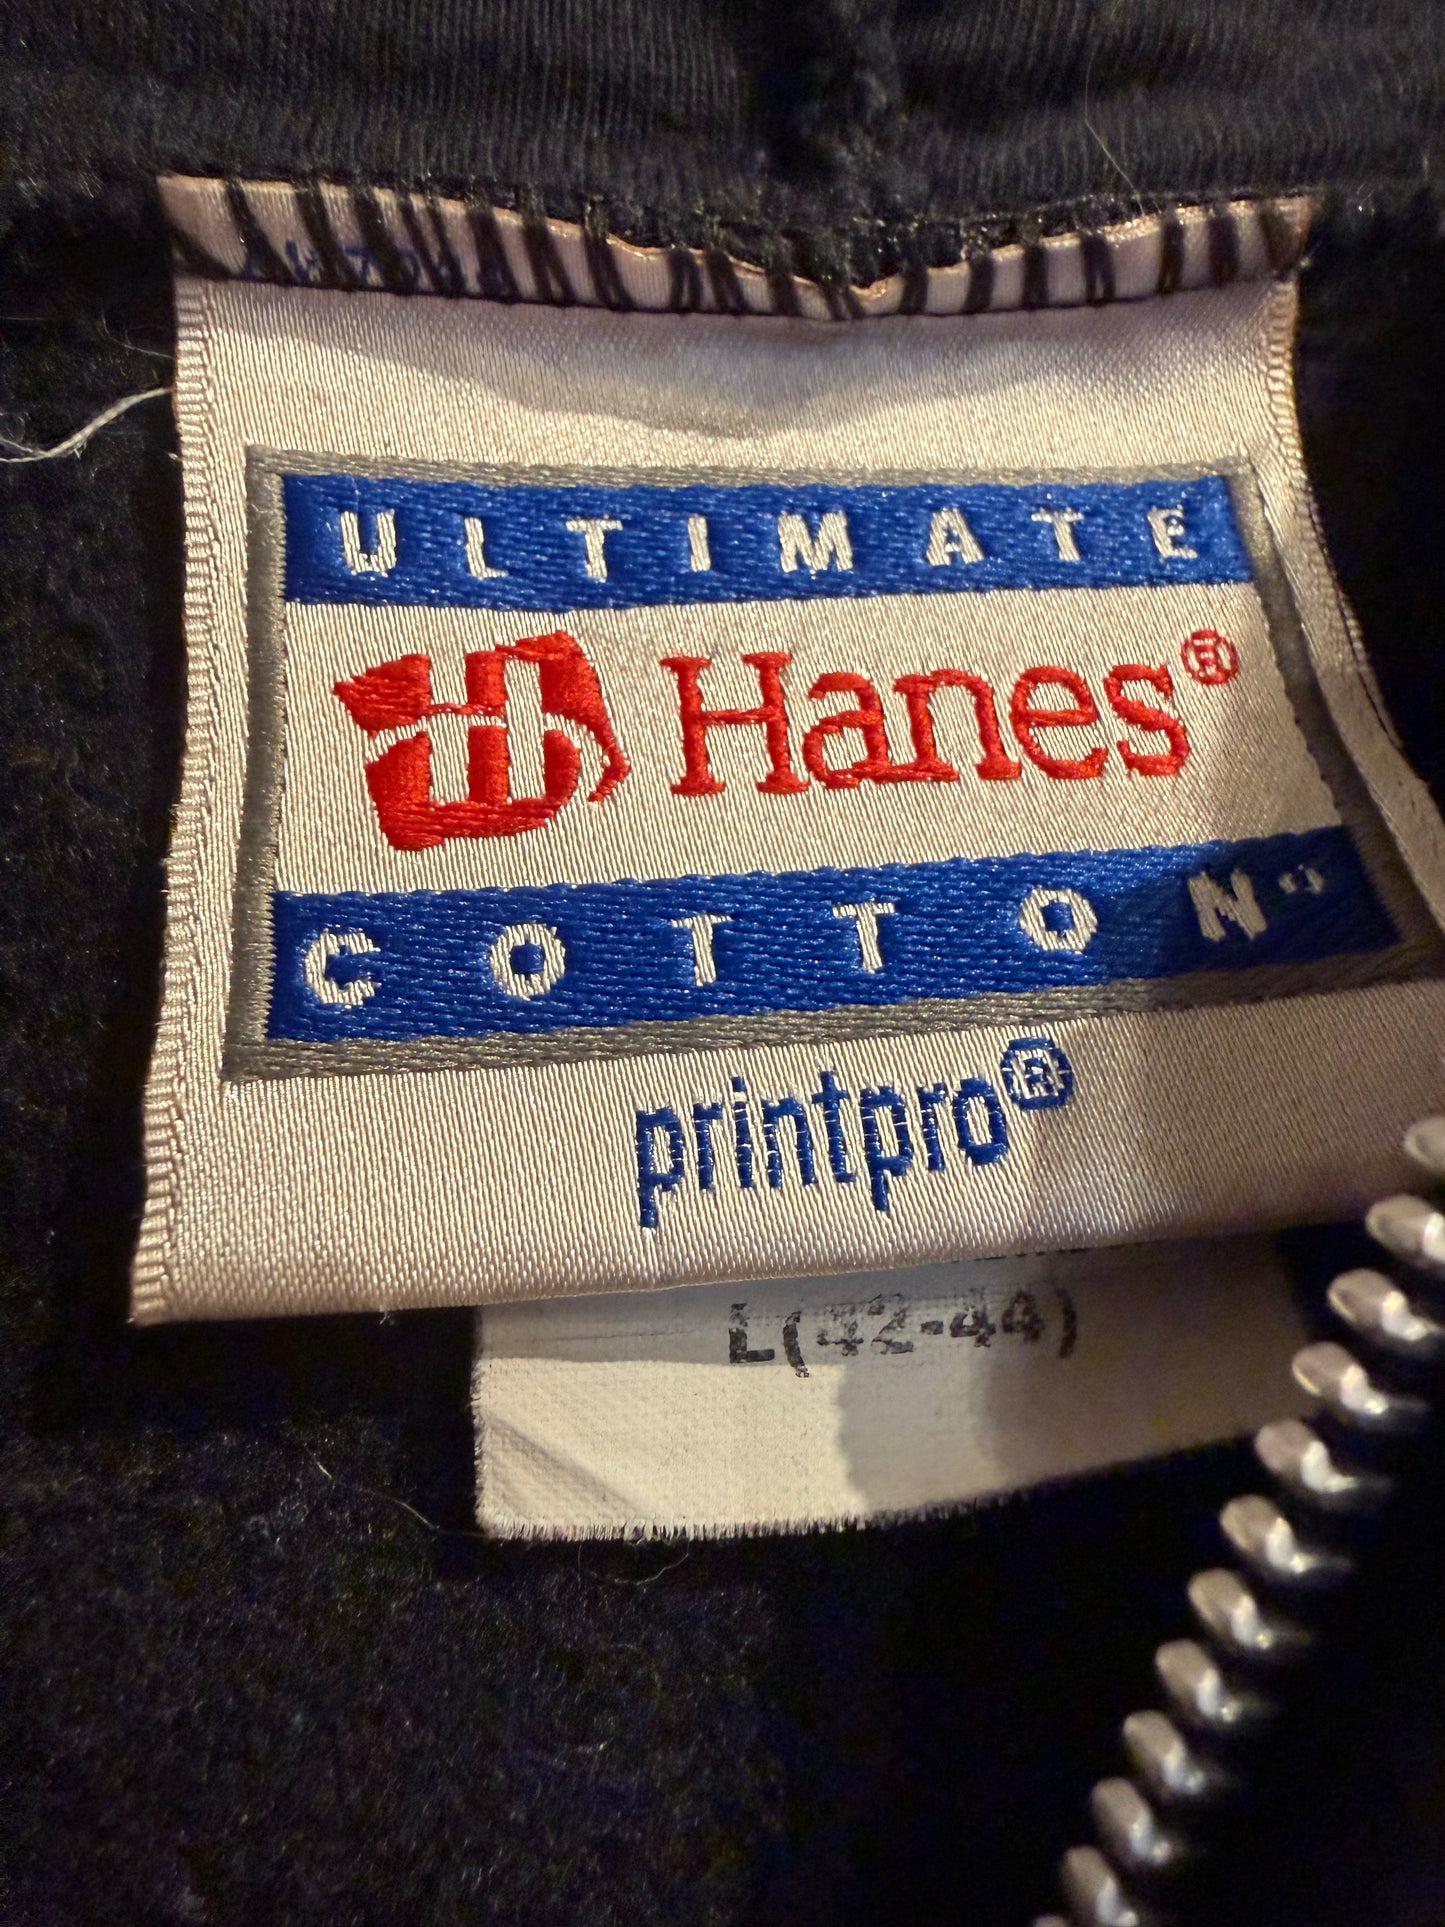 ULTIMATE
Hanes®
COTTON
printpro®
L(42-44)